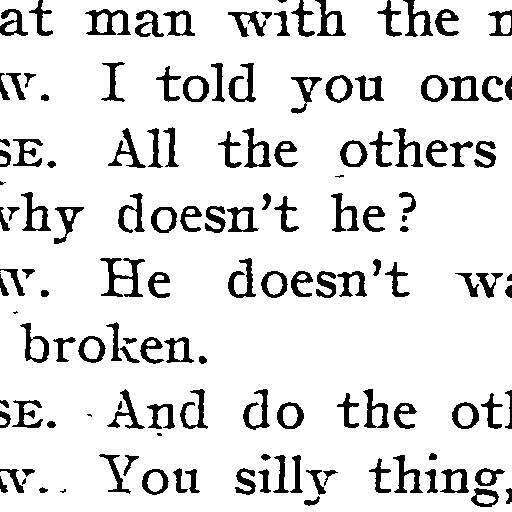 at man with the
w. I told you once
SE. All the others
why doesn't he?
w. He doesn't wa
broken.
SE. And do the oth
w. You silly thing,